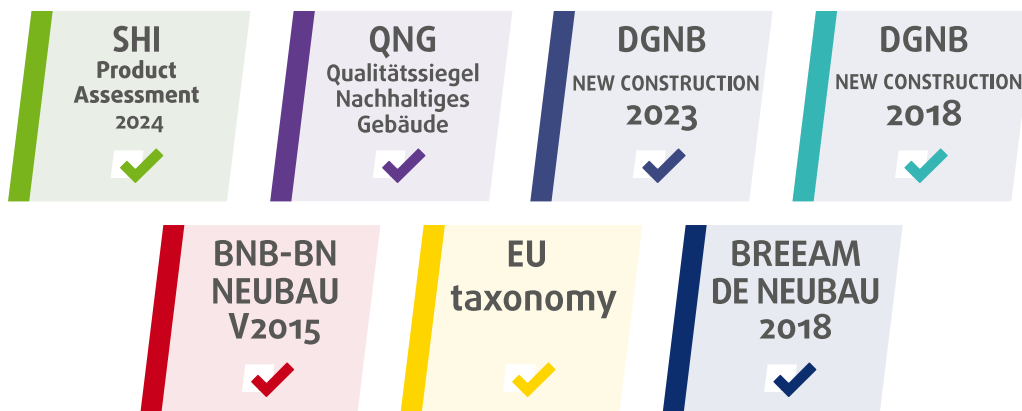 SHI
Product
Assessment
2024
QNG
Qualitätssiegel
Nachhaltiges
Gebäude
DGNB
NEW CONSTRUCTION
2023
DGNB
NEW CONSTRUCTION
2018
BNB-BN
NEUBAU
V2015
EU
taxonomy
BREEAM
DE NEUBAU
2018